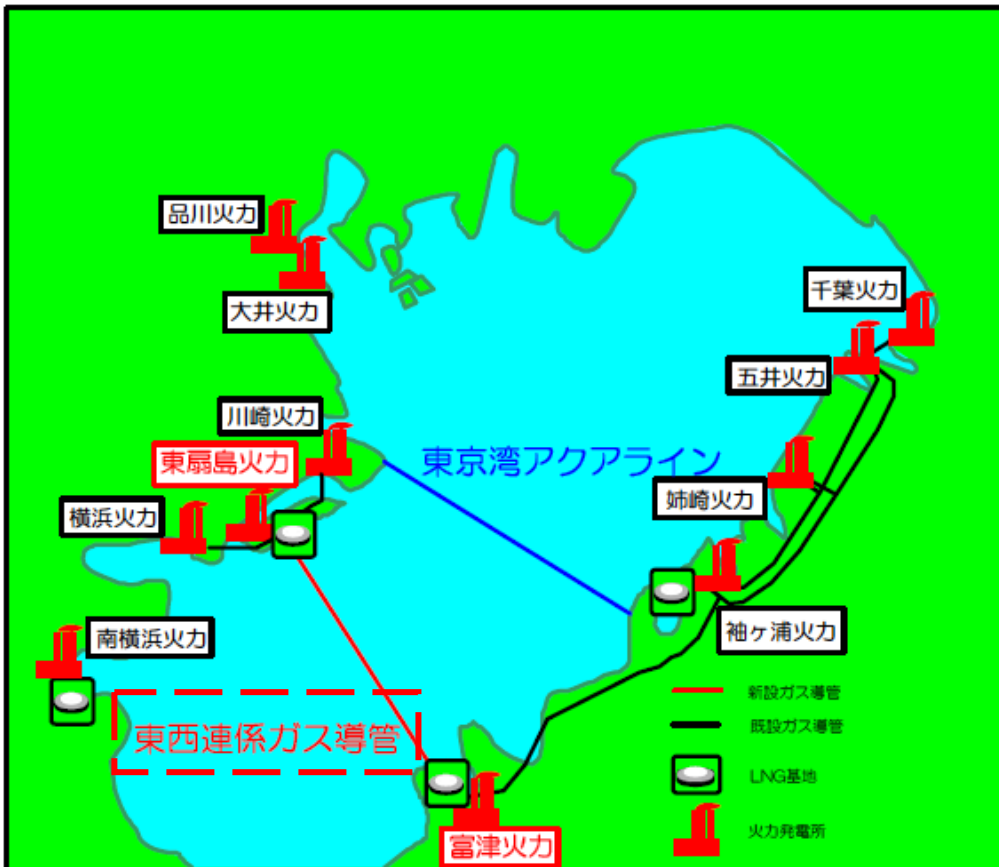 品川火力
大井火力
千葉火力
五井火力
川崎火力
東扇島火力
東京湾アクアライン
姉崎火力
横浜火力
袖ヶ浦火力
南横浜火力
東西連係ガス導管
富津火力
新設ガス導管
既設ガス導管
LNG基地
火力発電所